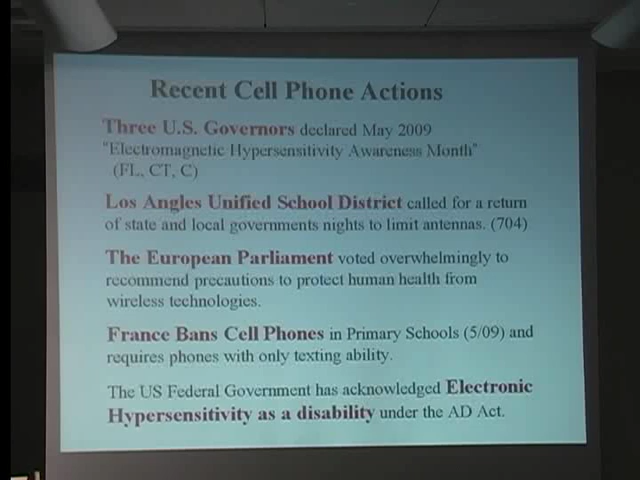 Recent Cell Phone Actions
Three U.S. Governors declared May 2009
"Electromagnetic Hypersensitivity Awareness Month"
(FL, CT, C)
Los Angles Unified School District called for a return
of state and local governments nights to limit antennas. (704)
The European Parliament voted overwhelmingly to
recommend precautions to protect human health from
wireless technologies.
France Bans Cell Phones in Primary Schools (5/09) and
requires phones with only texting ability.
The US Federal Government has acknowledged Electronic
Hypersensitivity as a disability under the AD Act.